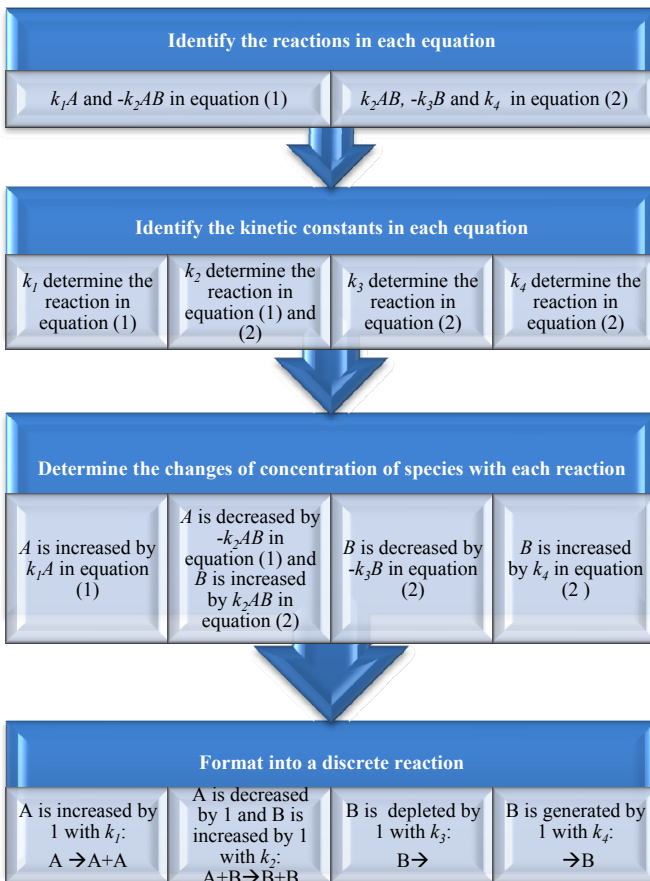 Identify the reactions in each equation
k₁A and -k₂AB in equation (1)
k₂AB, -k₃B and k₄ in equation (2)
Identify the kinetic constants in each equation
k₁ determine the
reaction in
equation (1)
k₂ determine the
reaction in
equation (1) and
(2)
k₃ determine the
reaction in
equation (2)
k₄ determine the
reaction in
equation (2)
Determine the changes of concentration of species with each reaction
A is increased by
k₁A in equation
(1)
A is decreased by
-k₂AB in
equation (1) and
B is increased
by k₂AB in
equation (2)
B is decreased by
-k₃B in equation
(2)
B is increased
by k₄ in equation
(2 )
Format into a discrete reaction
A is increased by
1 with k₁:
A →A+A
A is decreased
by 1 and B is
increased by 1
with k₂:
A+B→B+B
B is depleted by
1 with k₃:
B→
B is generated by
1 with k₄:
→B